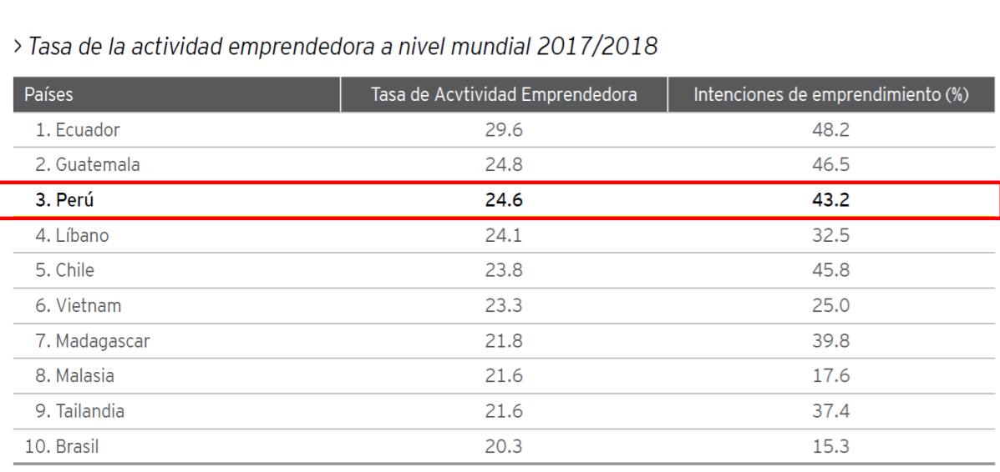 > Tasa de la actividad emprendedora a nivel mundial 2017/2018
Países Tasa de Acvtividad Emprendedora Intenciones de emprendimiento (%)
1. Ecuador 29.6 48.2
2. Guatemala 24.8 46.5
3. Perú 24.6 43.2
4. Líbano 24.1 32.5
5. Chile 23.8 45.8
6. Vietnam 23.3 25.0
7. Madagascar 21.8 39.8
8. Malasia 21.6 17.6
9. Tailandia 21.6 37.4
10. Brasil 20.3 15.3